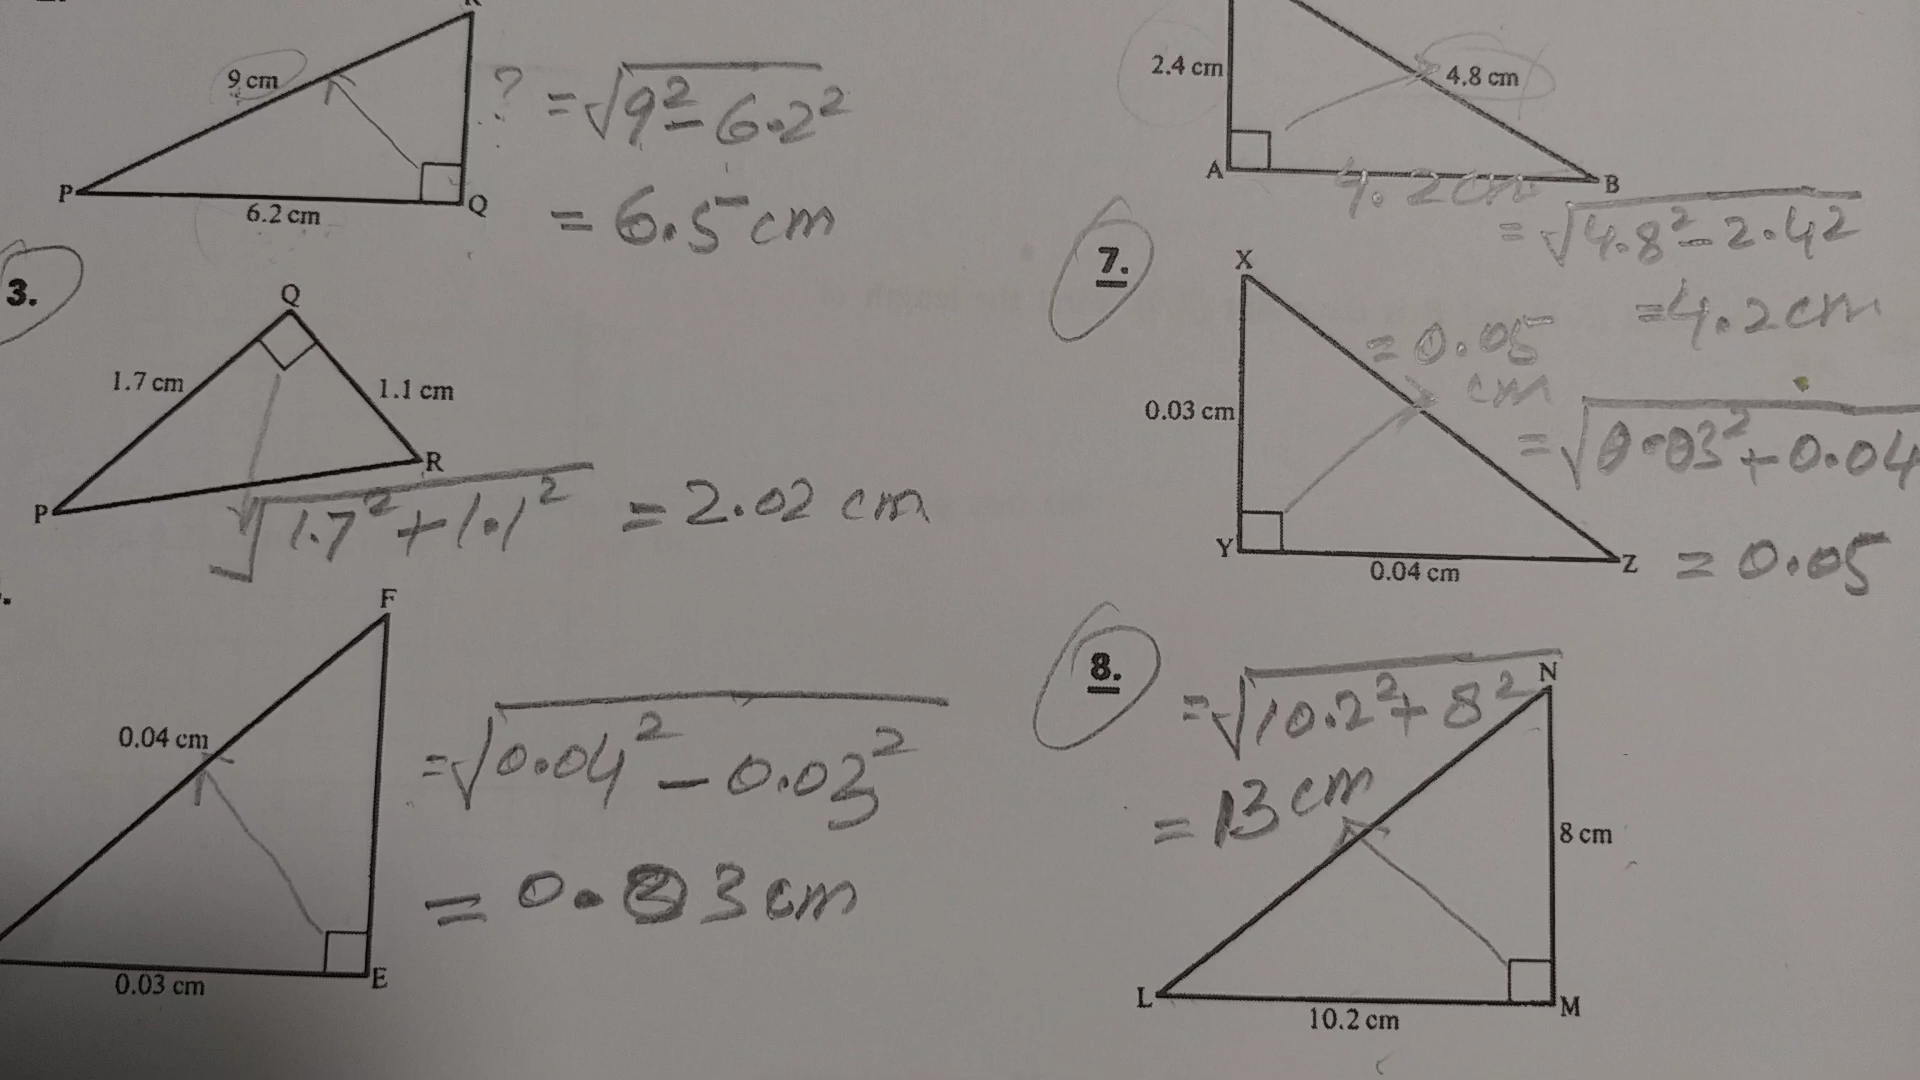 9 cm
?
= √9² - 6.2²
P
6.2 cm
Q
= 6.5 cm
3.
Q
1.7 cm
1.1 cm
P
R
√1.7² + 1.1² = 2.02 cm
F
0.04 cm
= √0.04² - 0.03²
= 0.03 cm
0.03 cm
E
2.4 cm
4.8 cm
A
B
4.2 cm
= √4.8² - 2.4²
= 4.2 cm
7.
X
= 0.05
cm
0.03 cm
= √0.03² + 0.04
Y
0.04 cm
Z
= 0.05
8.
= √10.2² + 8²
N
= 13 cm
8 cm
L
10.2 cm
M